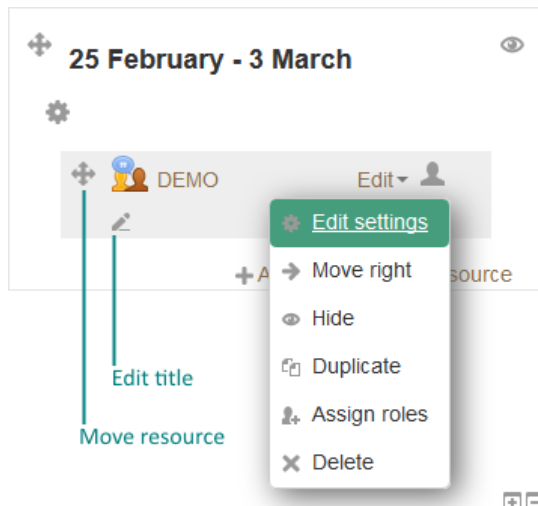 25 February - 3 March
DEMO
Edit
Edit settings
Move right
Hide
Duplicate
Assign roles
Delete
Edit title
Move resource